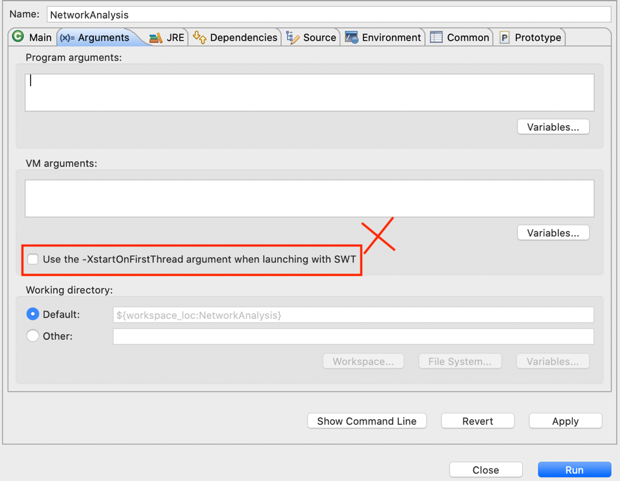 Name: NetworkAnalysis
Main (x)= Arguments JRE Dependencies Source Environment Common P Prototype
Program arguments:
Variables...
VM arguments:
Variables...
Use the -XstartOnFirstThread argument when launching with SWT
Working directory:
Default: ${workspace_loc:NetworkAnalysis}
Other:
Workspace... File System... Variables...
Show Command Line Revert Apply
Close Run